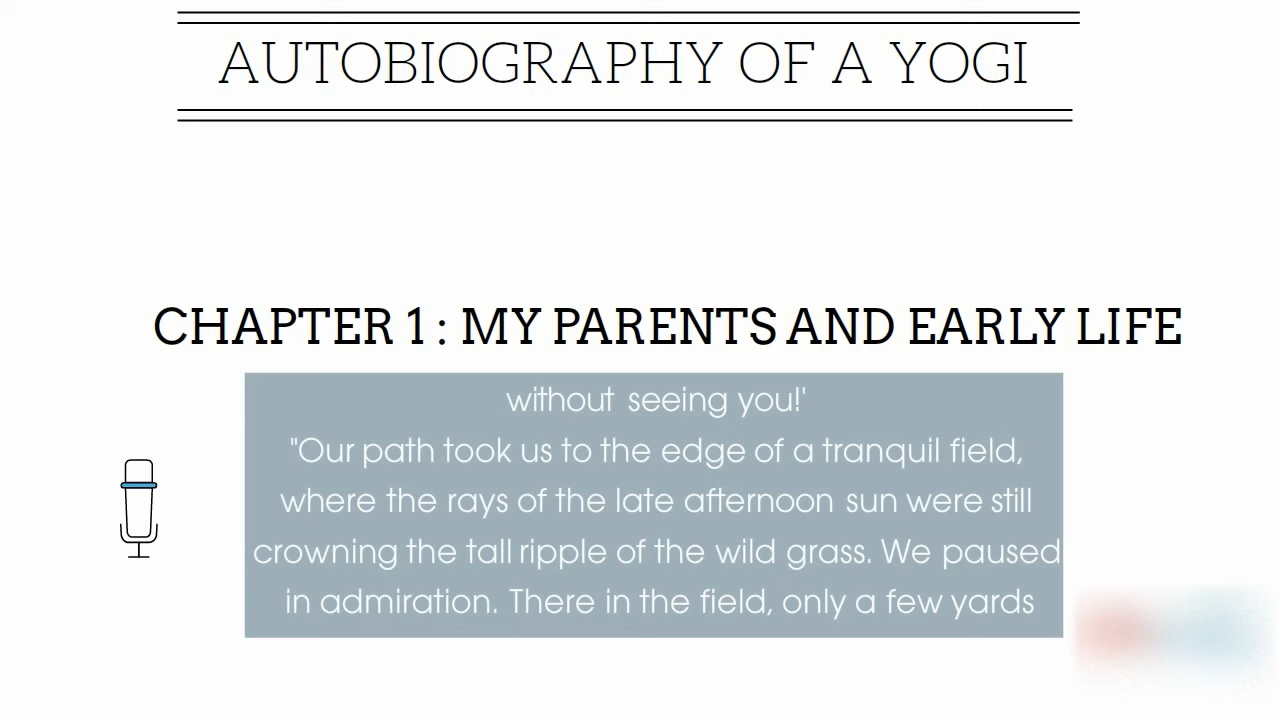 AUTOBIOGRAPHY OF A YOGI
CHAPTER 1 : MY PARENTS AND EARLY LIFE
without seeing you!'
"Our path took us to the edge of a tranquil field,
where the rays of the late afternoon sun were still
crowning the tall ripple of the wild grass. We paused
in admiration. There in the field, only a few yards